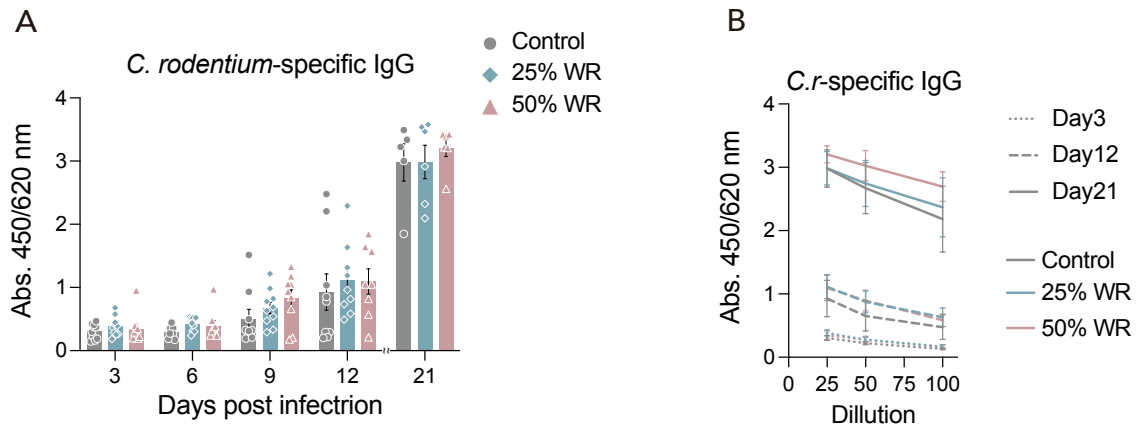 A
C. rodentium-specific IgG
Control
25% WR
50% WR
Abs. 450/620 nm
4
3
2
1
0
3
6
9
12
21
Days post infectrion
B
C.r-specific IgG
Abs. 450/620 nm
4
3
2
1
0
0
25
50
75
100
Dillution
Day3
Day12
Day21
Control
25% WR
50% WR